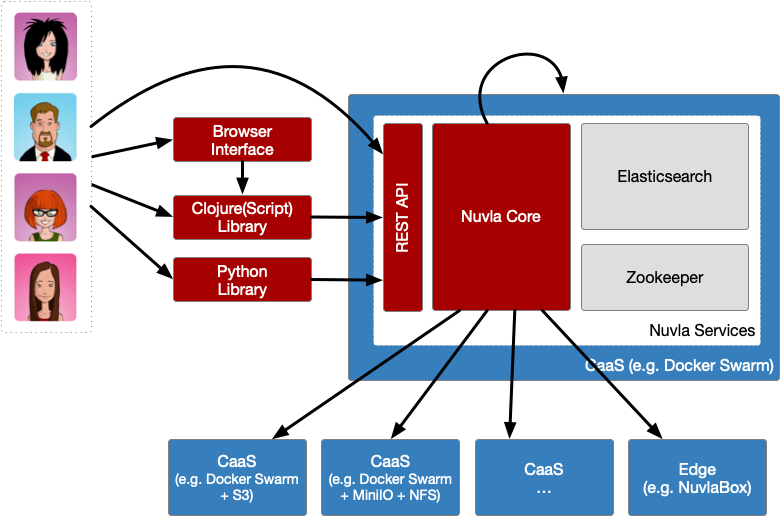 Browser
Interface
Clojure(Script)
Library
Python
Library
REST API
Nuvla Core
Elasticsearch
Zookeeper
Nuvla Services
CaaS (e.g. Docker Swarm)
CaaS
(e.g. Docker Swarm
+ S3)
CaaS
(e.g. Docker Swarm
+ MiniIO + NFS)
CaaS
...
Edge
(e.g. NuvlaBox)